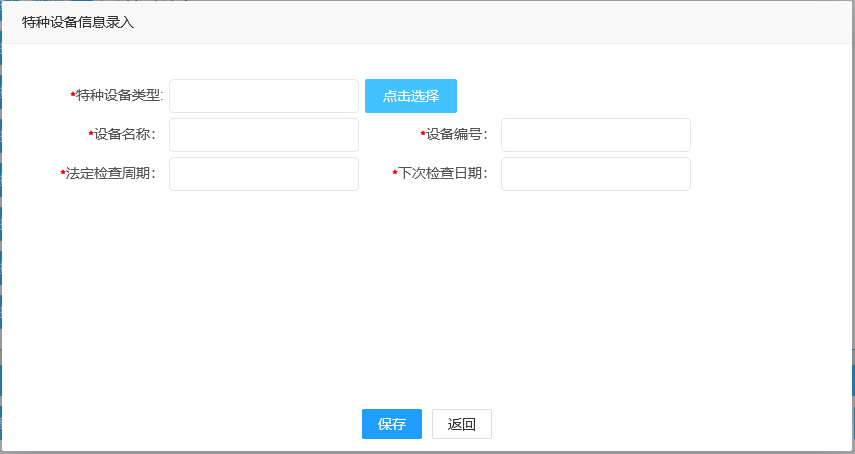 特种设备信息录入
*特种设备类型: 点击选择
*设备名称： *设备编号：
*法定检查周期： *下次检查日期：
保存 返回